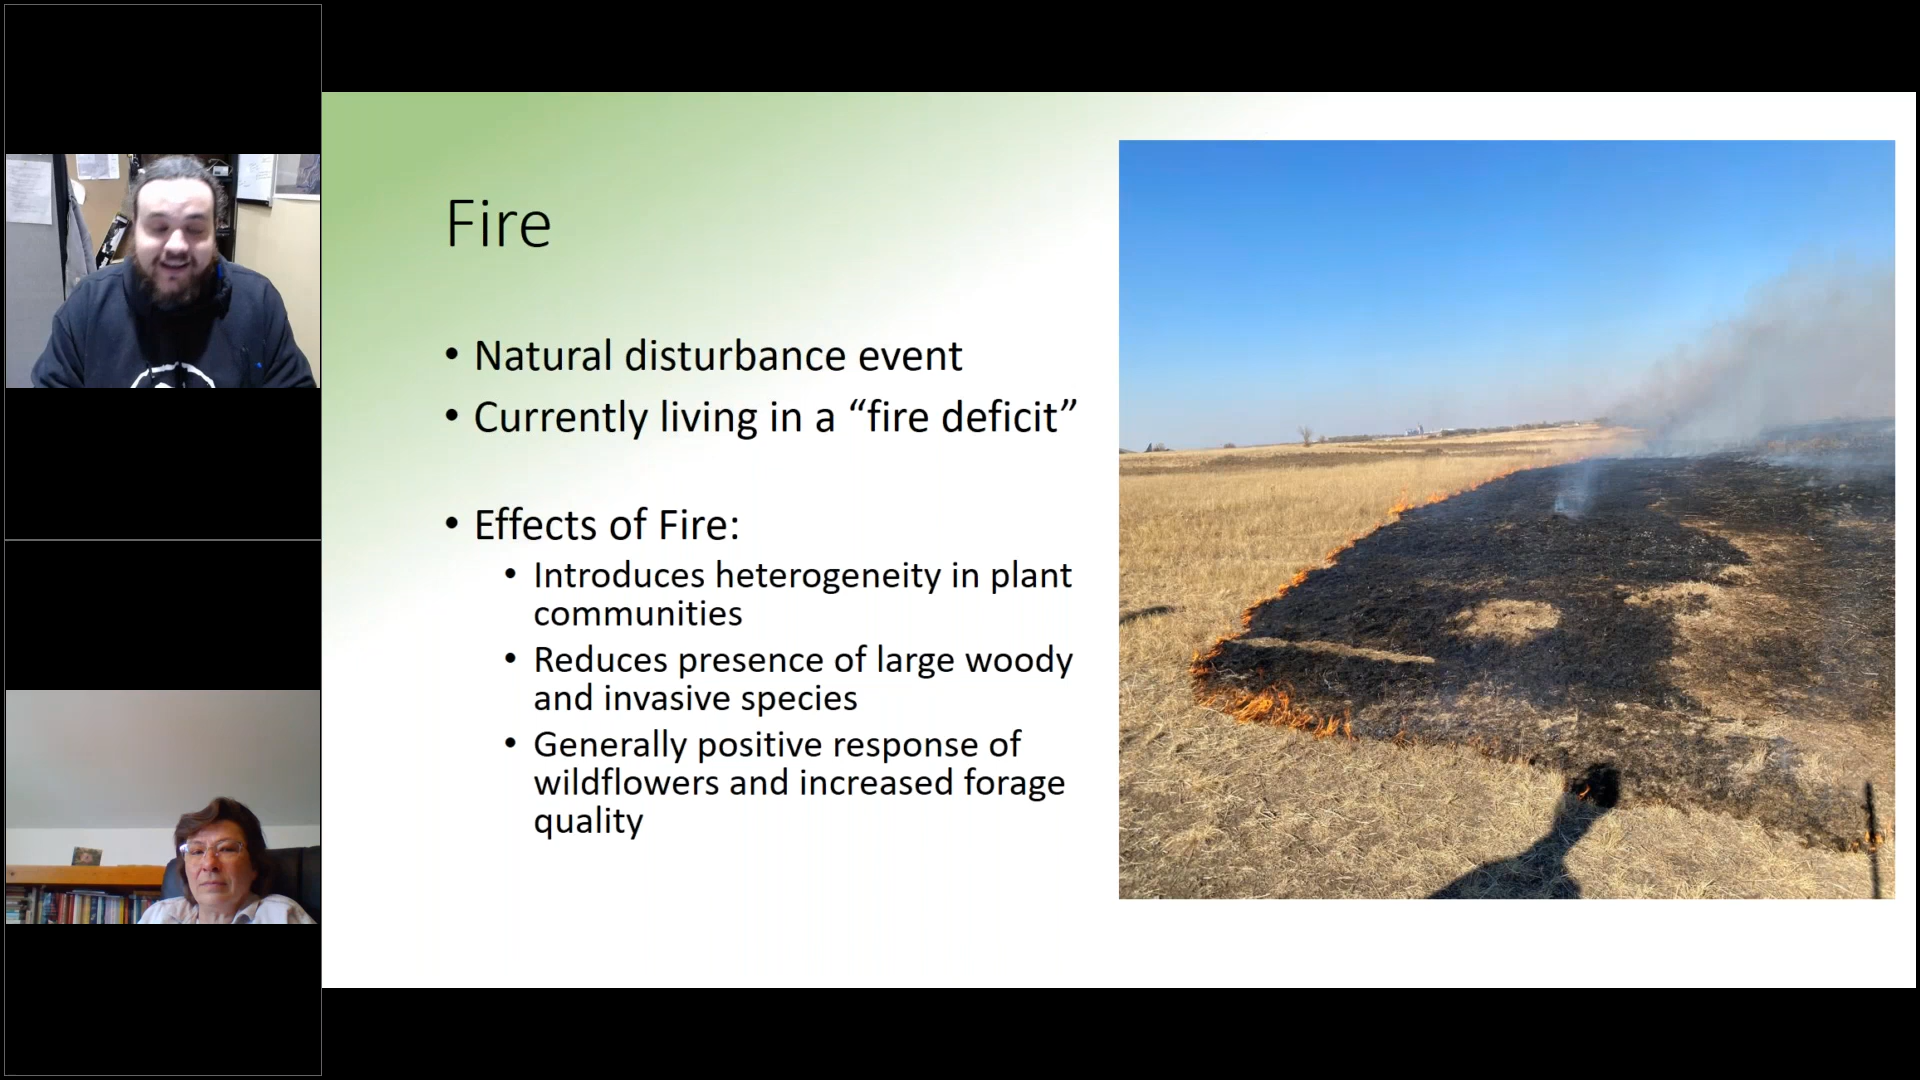 Fire
• Natural disturbance event
• Currently living in a “fire deficit”
• Effects of Fire:
• Introduces heterogeneity in plant
communities
• Reduces presence of large woody
and invasive species
• Generally positive response of
wildflowers and increased forage
quality